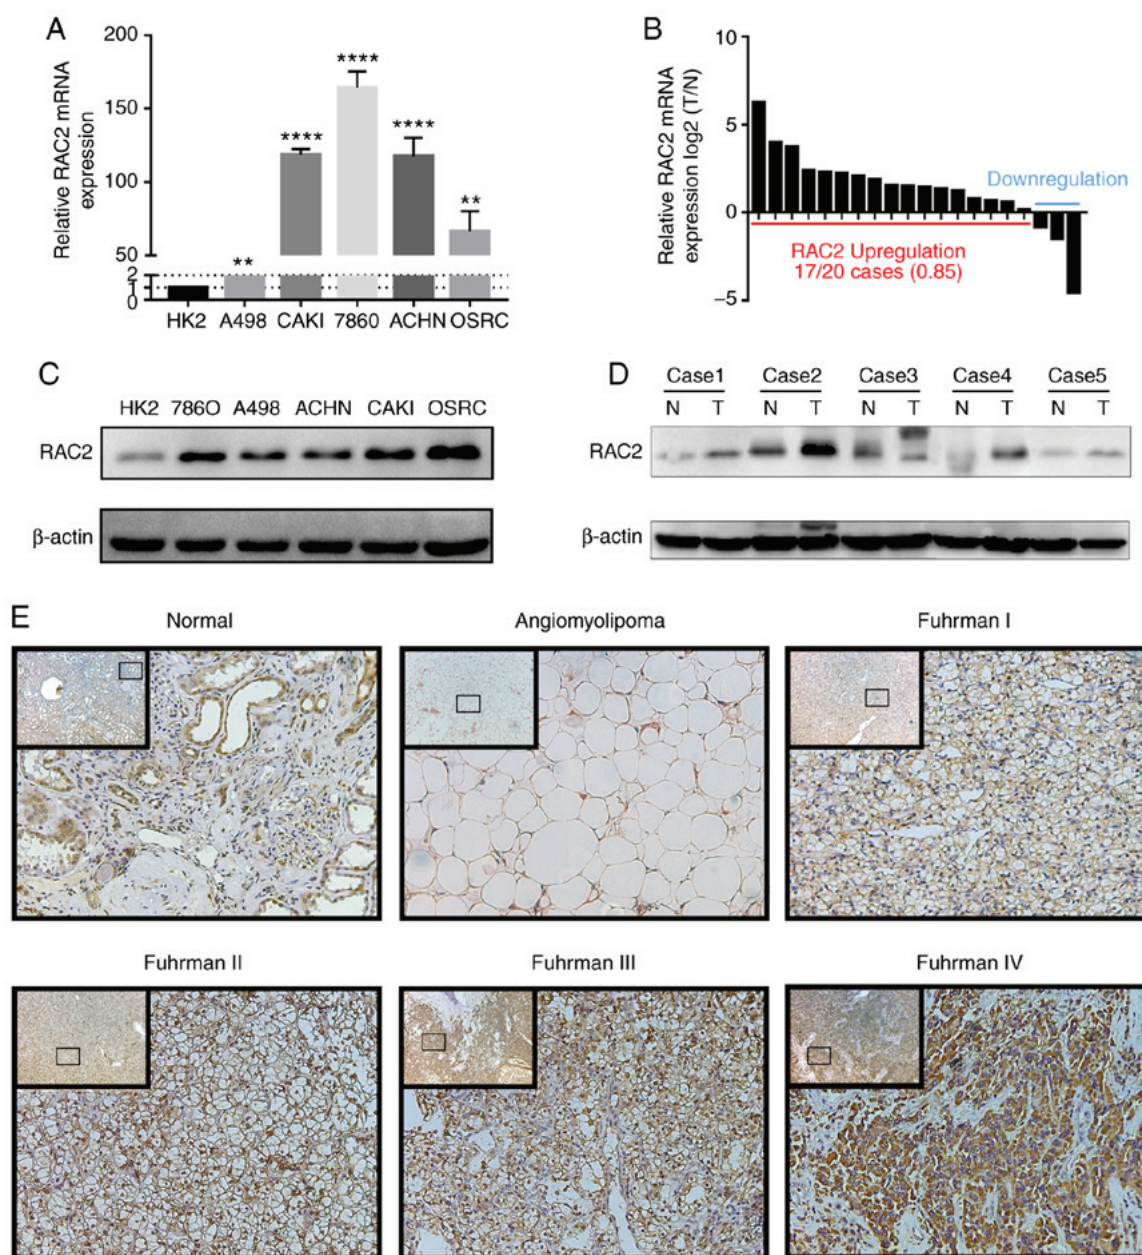 A
Relative RAC2 mRNA
expression
200
150
100
50
2
1
0
**** 
****
****
**
**
HK2 A498 CAKI 7860 ACHN OSRC
B
Relative RAC2 mRNA
expression log2 (T/N)
10
5
0
−5
Downregulation
RAC2 Upregulation
17/20 cases (0.85)
C
HK2 786O A498 ACHN CAKI OSRC
RAC2
β-actin
D
Case1 Case2 Case3 Case4 Case5
N T N T N T N T N T
RAC2
β-actin
E
Normal Angiomyolipoma Fuhrman I
Fuhrman II Fuhrman III Fuhrman IV